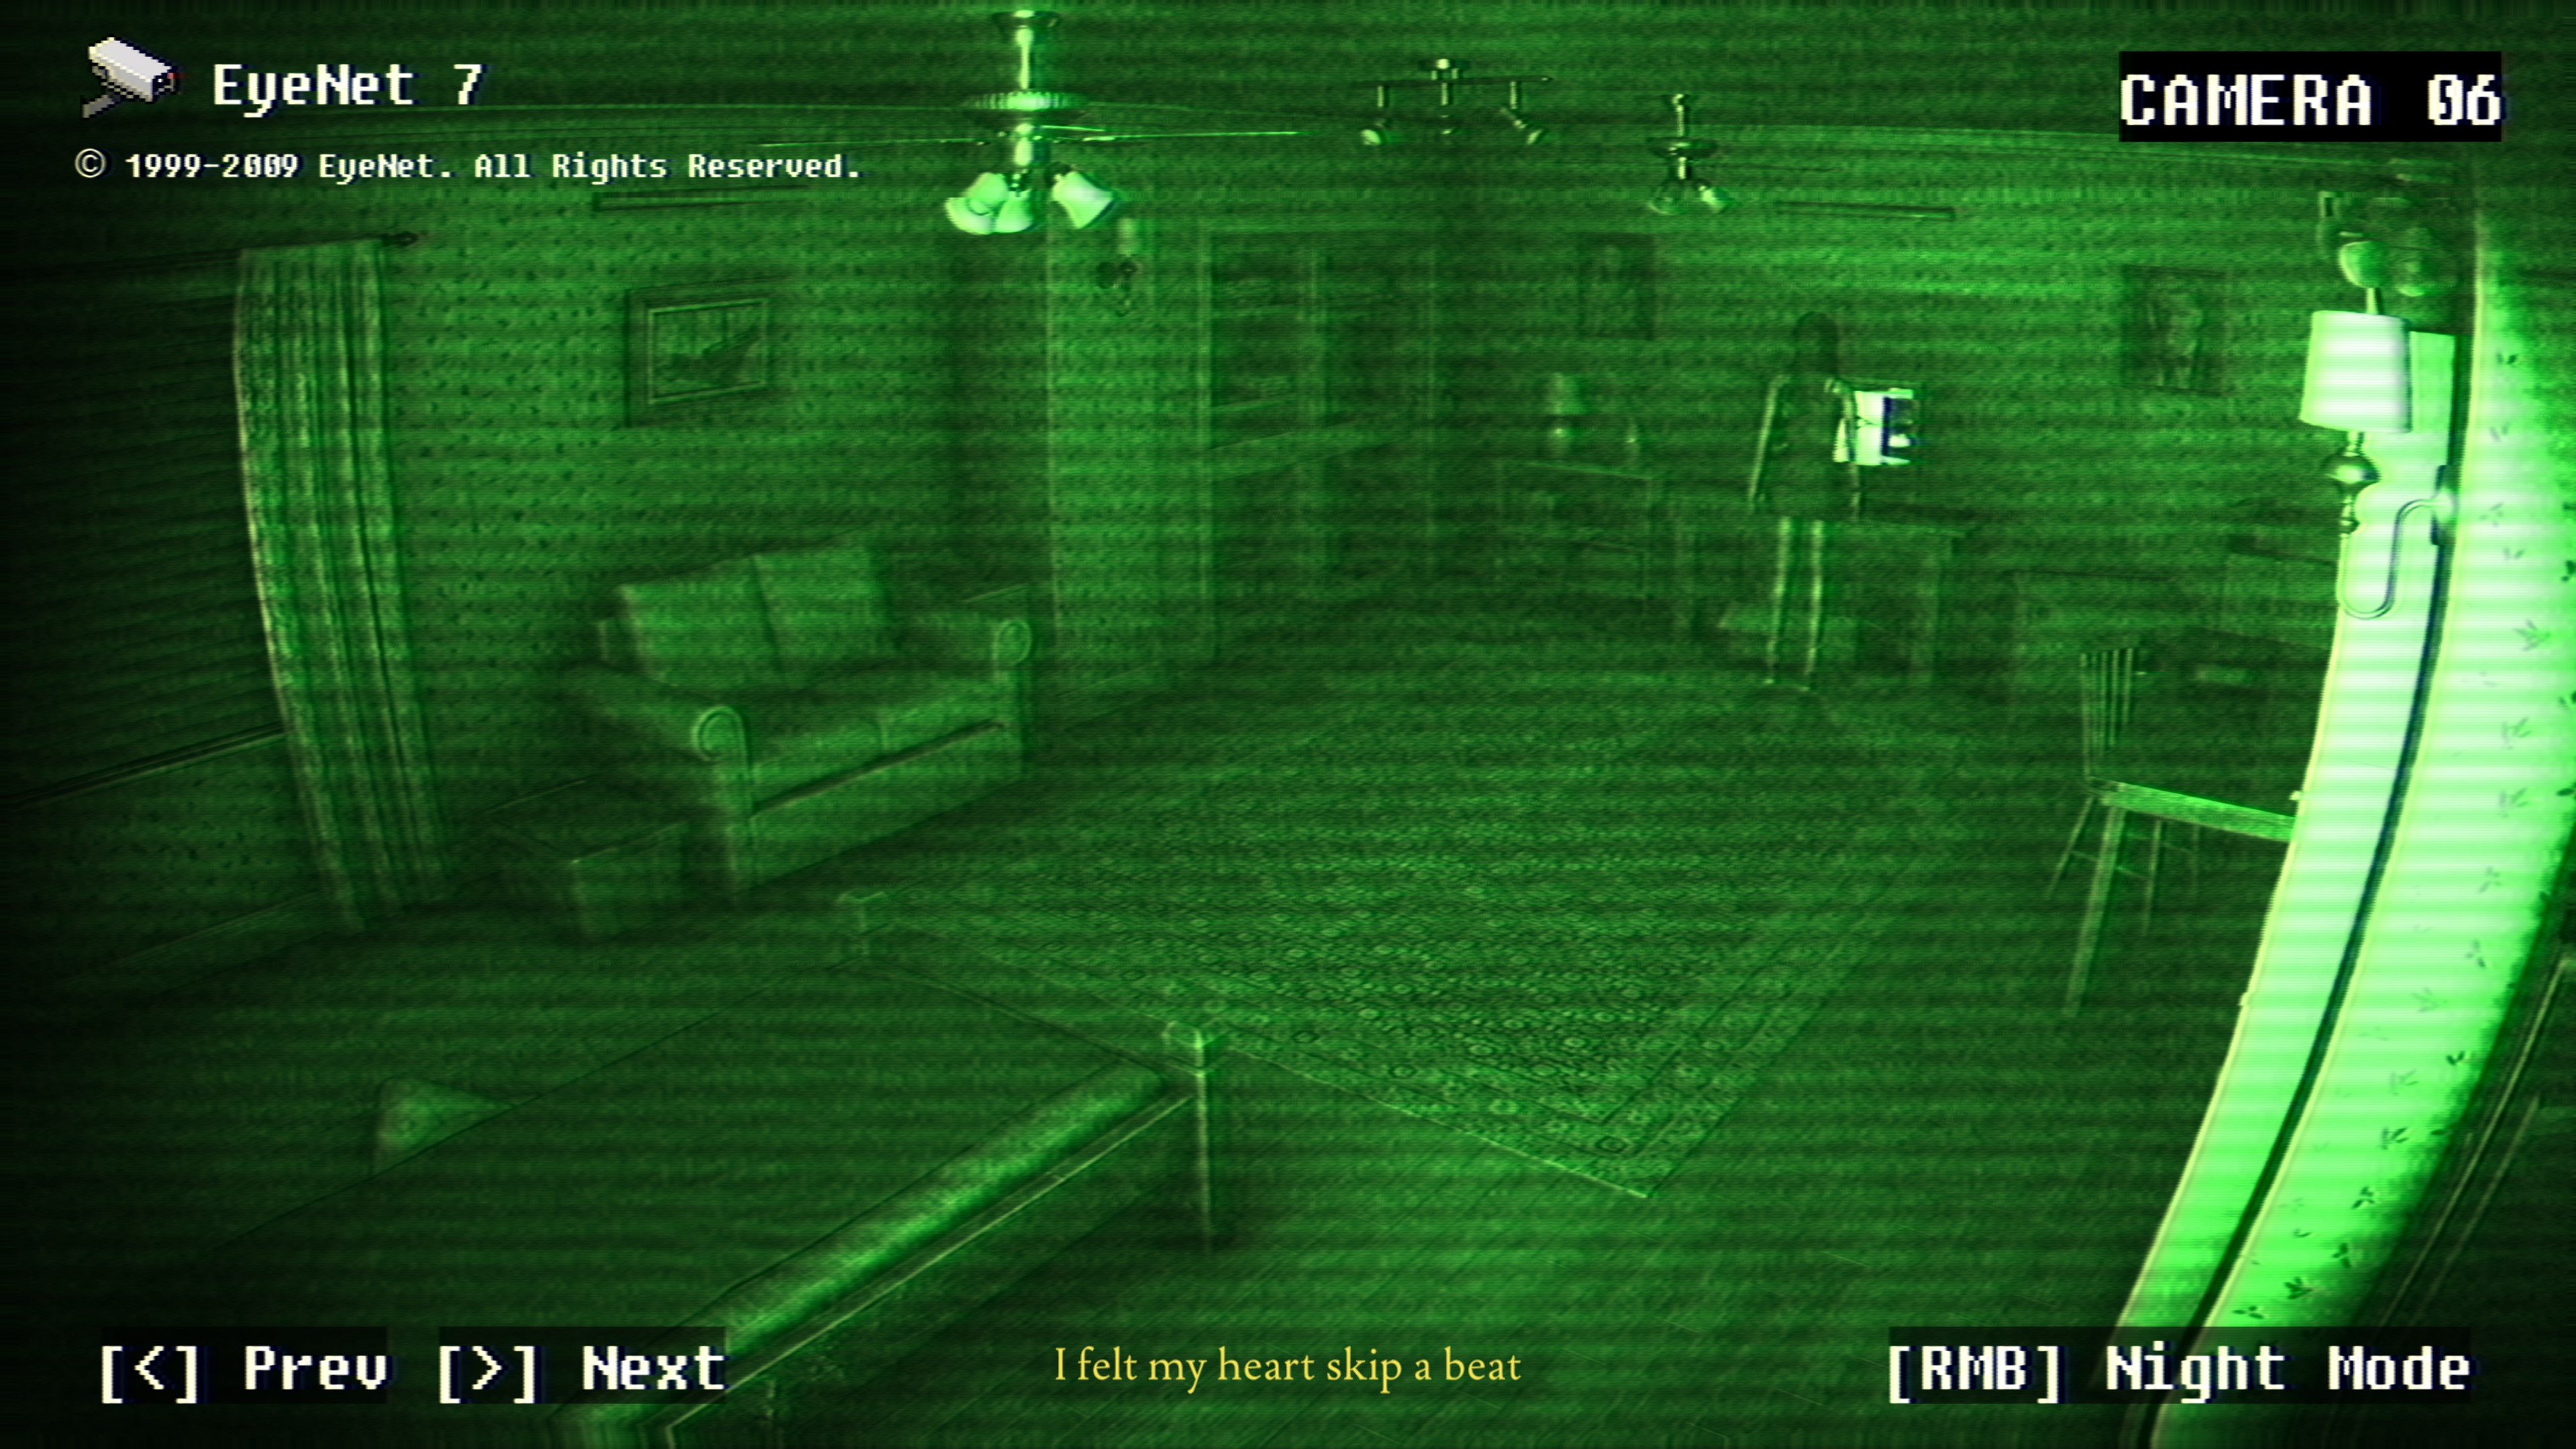 EyeNet 7
CAMERA 06
© 1999-2009 EyeNet. All Rights Reserved.
[<] Prev [>] Next
I felt my heart skip a beat
[RMB] Night Mode